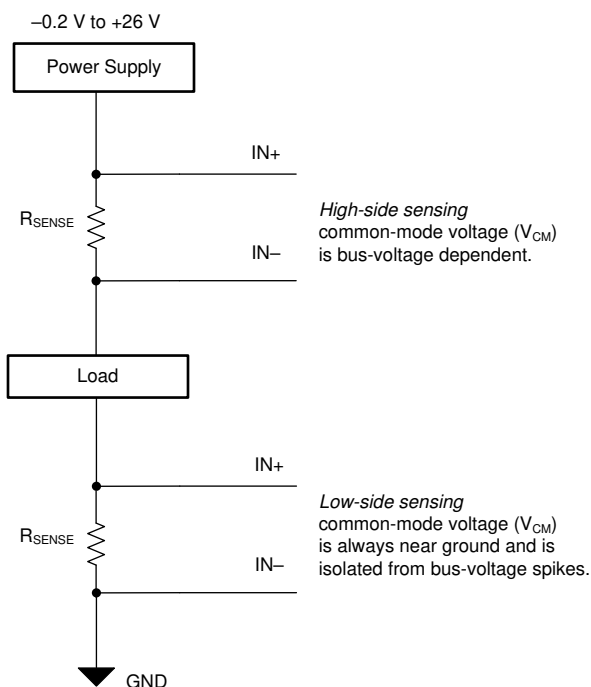 –0.2 V to +26 V
Power Supply
IN+
RSENSE
High-side sensing
common-mode voltage (VCM)
is bus-voltage dependent.
IN–
Load
IN+
RSENSE
Low-side sensing
common-mode voltage (VCM)
is always near ground and is
isolated from bus-voltage spikes.
IN–
GND